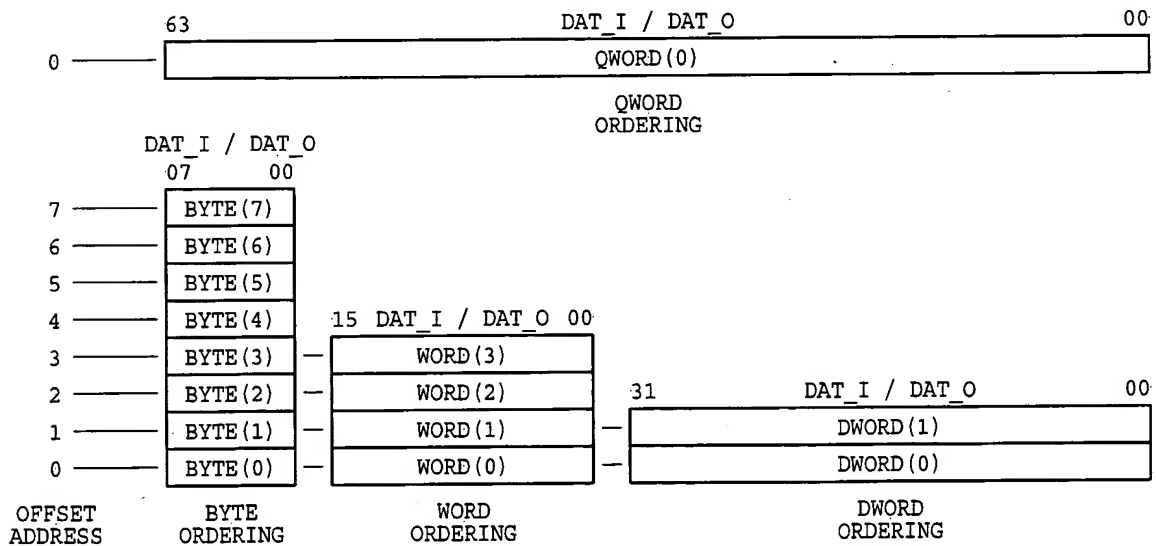 63 DAT_I / DAT_O 00
0 QWORD(0)
QWORD
ORDERING
DAT_I / DAT_O
07 00
7 BYTE(7)
6 BYTE(6)
5 BYTE(5)
4 BYTE(4) 15 DAT_I / DAT_O 00
3 BYTE(3) WORD(3)
2 BYTE(2) WORD(2) 31 DAT_I / DAT_O 00
1 BYTE(1) WORD(1) DWORD(1)
0 BYTE(0) WORD(0) DWORD(0)
OFFSET
ADDRESS
BYTE
ORDERING
WORD
ORDERING
DWORD
ORDERING